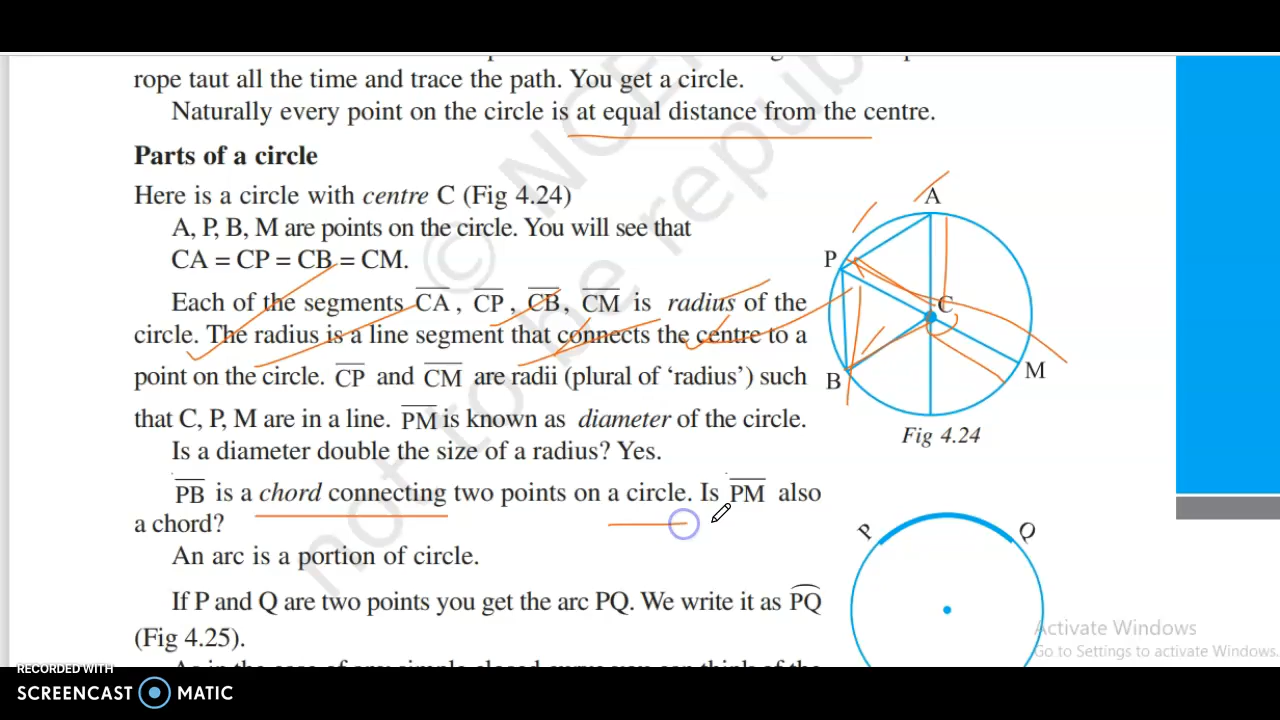 rope taut all the time and trace the path. You get a circle.
Naturally every point on the circle is at equal distance from the centre.
Parts of a circle
Here is a circle with centre C (Fig 4.24)
A, P, B, M are points on the circle. You will see that
CA = CP = CB = CM.
Each of the segments CA, CP, CB, CM is radius of the
circle. The radius is a line segment that connects the centre to a
point on the circle. CP and CM are radii (plural of ‘radius’) such
that C, P, M are in a line. PM is known as diameter of the circle.
Is a diameter double the size of a radius? Yes.
PB is a chord connecting two points on a circle. Is PM also
a chord?
An arc is a portion of circle.
If P and Q are two points you get the arc PQ. We write it as PQ
(Fig 4.25).
A
P
C
B
M
Fig 4.24
P
Q
© NCE
not to be republ
Activate Windows
Go to Settings to activate Windows.
RECORDED WITH
SCREENCAST MATIC